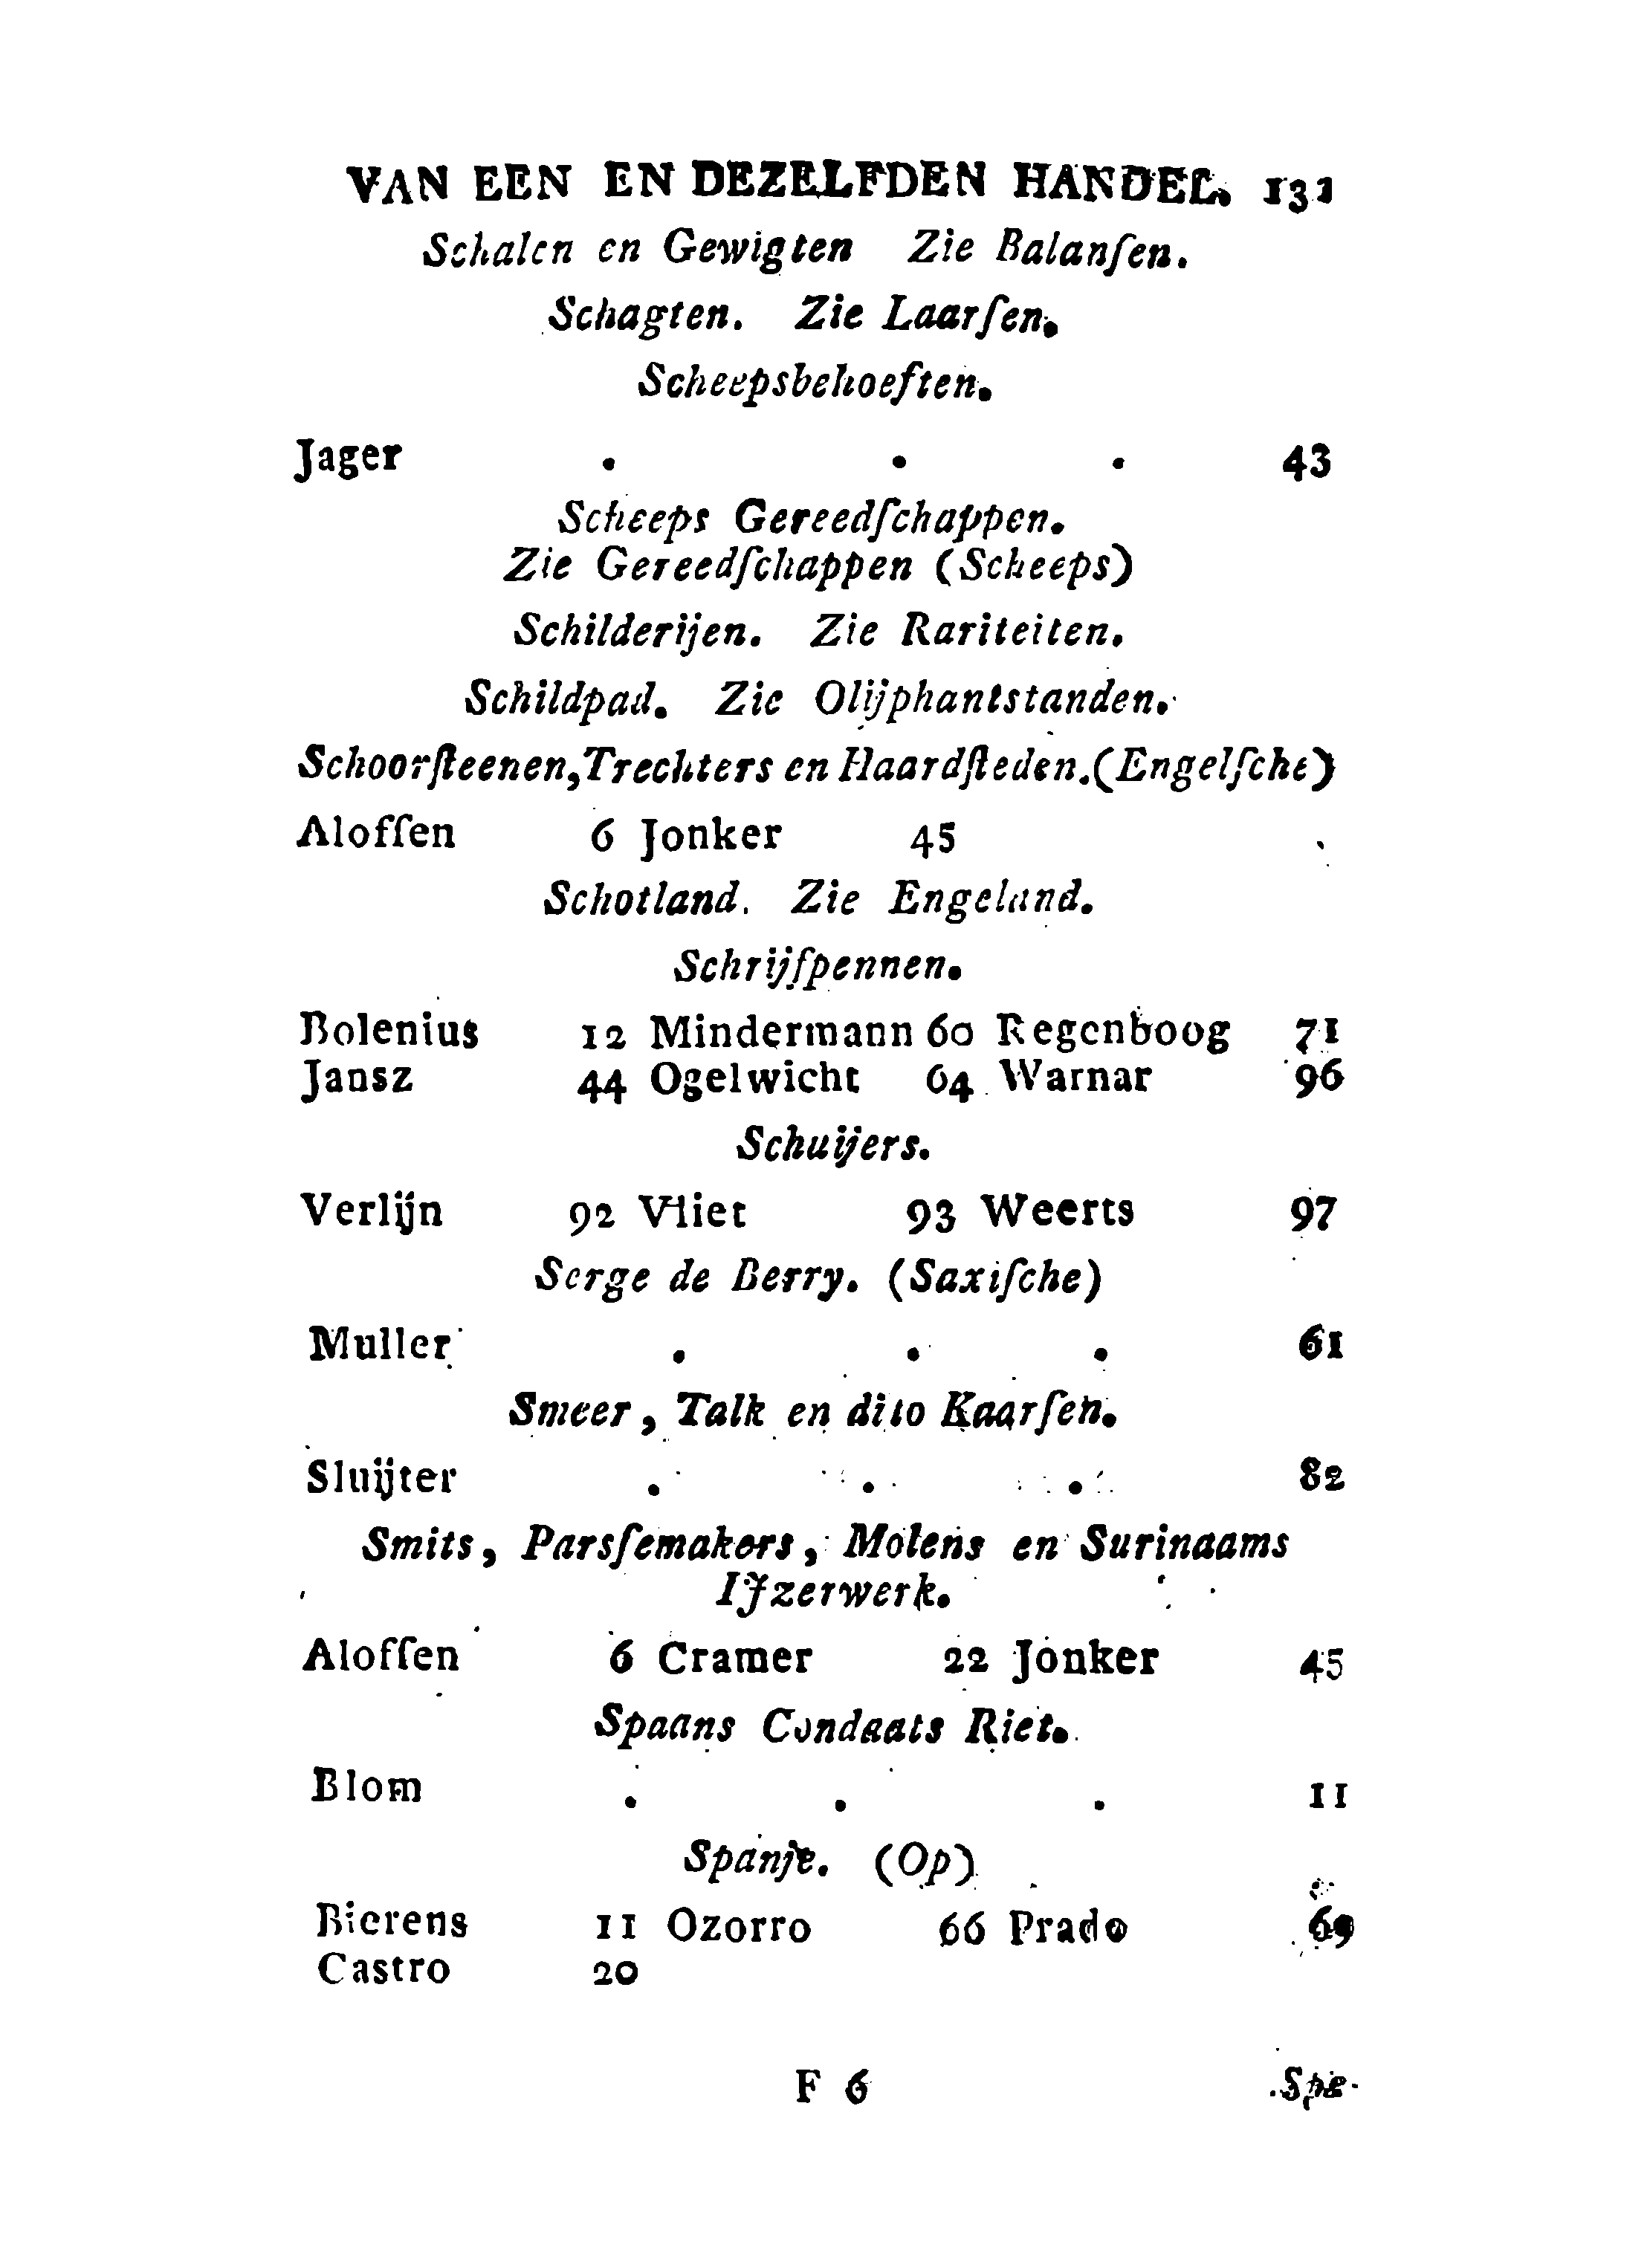 VAN EEN EN DEZELFDEN HANDEL. 131
Schalen en Gewigten Zie Balanſen.
Schagten. Zie Laarſen.
Scheepsbehoeften.
Jager . . . 43
Scheeps Gereedſchappen.
Zie Gereedſchappen (Scheeps)
Schilderijen. Zie Rariteiten.
Schildpad. Zie Olijphantstanden.
Schoorſteenen, Trechters en Haardſteden. (Engelſche)
Aloſſen 6 Jonker 45
Schotland. Zie Engeland.
Schrijfpennen.
Bolenius 12 Mindermann 60 Regenboog 71
Jansz 44 Ogelwicht 64 Warnar 96
Schuijers.
Verlijn 92 Vliet 93 Weerts 97
Serge de Berry. (Saxiſche)
Muller . . . 61
Smeer, Talk en dito Kaarſen.
Sluijter . . . 82
Smits, Parsſemakers, Molens en Surinaams
IJzerwerk.
Aloſſen 6 Cramer 22 Jonker 45
Spaans Condaats Riet.
Blom . . . 11
Spanje. (Op)
Bierens 11 Ozorro 66 Prado 69
Castro 20
F 6 Spe-